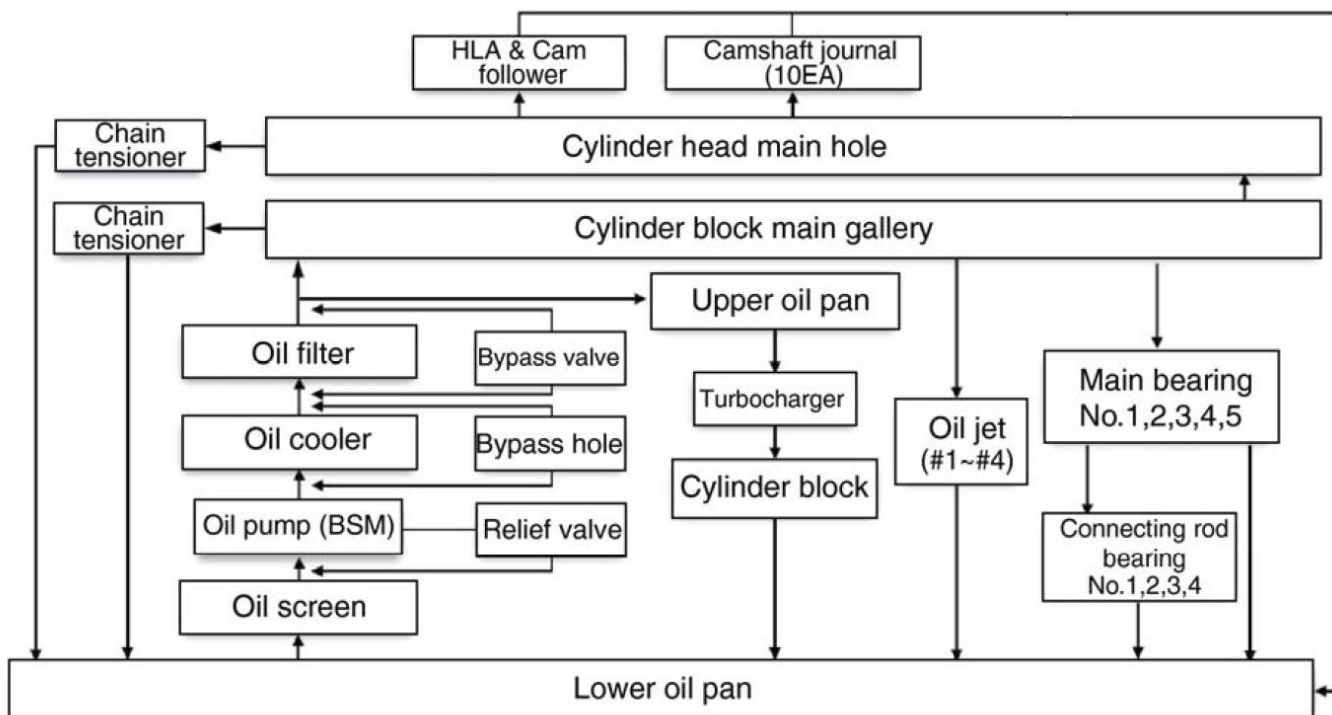 HLA & Cam
follower
Camshaft journal
(10EA)
Chain
tensioner
Cylinder head main hole
Chain
tensioner
Cylinder block main gallery
Upper oil pan
Oil filter
Bypass valve
Main bearing
No.1,2,3,4,5
Turbocharger
Oil jet
(#1~#4)
Oil cooler
Bypass hole
Cylinder block
Oil pump (BSM)
Relief valve
Connecting rod
bearing
No.1,2,3,4
Oil screen
Lower oil pan